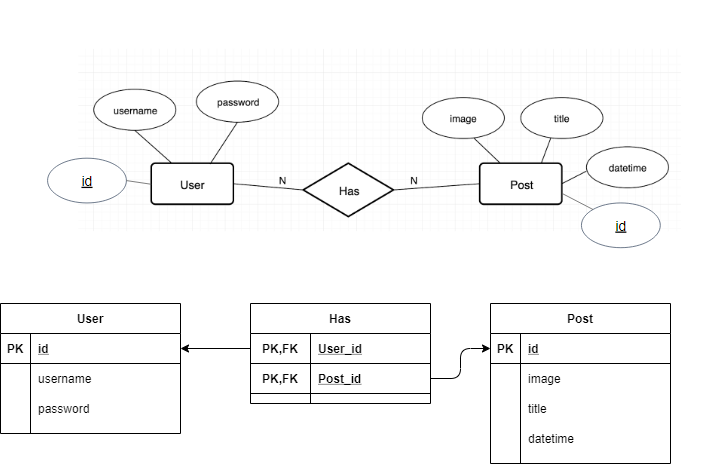 username
password
image
title
id
User
N
Has
N
Post
datetime
id
User
PK id
username
password
Has
PK,FK User_id
PK,FK Post_id
Post
PK id
image
title
datetime